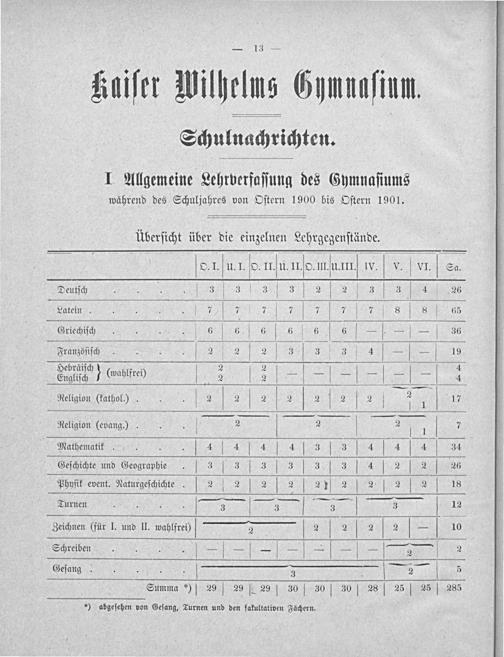 — 13 —
Kaiser Wilhelms Gymnasium.
Schulnachrichten.
I Allgemeine Lehrverfassung des Gymnasiums
während des Schuljahres von Ostern 1900 bis Ostern 1901.
Übersicht über die einzelnen Lehrgegenstände.
O. I. U. I. O. II. U. II. O. III. U. III. IV. V. VI. Sa.
Deutsch . . . . 3 3 3 3 2 2 3 3 4 26
Latein . . . . . 7 7 7 7 7 7 7 8 8 65
Griechisch . . . . 6 6 6 6 6 6 — — — 36
Französisch . . . . 2 2 2 3 3 3 4 — — 19
Hebräisch } (wahlfrei) 2 2 4
Englisch 2 2 — — — — — — 4
Religion (kathol.) . . . 2 2 2 2 2 2 2 2 1 17
Religion (evang.) . . . 2 2 2 1 7
Mathematik . . . . 4 4 4 4 3 3 4 4 4 34
Geschichte und Geographie . 3 3 3 3 3 3 4 2 2 26
Physik event. Naturgeschichte . 2 2 2 2 2 2 2 2 2 18
Turnen . . . . . 3 3 3 3 12
Zeichnen (für I. und II. wahlfrei) 2 2 2 2 2 — 10
Schreiben . . . . — — — — — — — 2 2
Gesang . . . . . 3 2 5
Summa *) 29 29 29 30 30 30 28 25 25 285
*) abgesehen von Gesang, Turnen und den fakultativen Fächern.